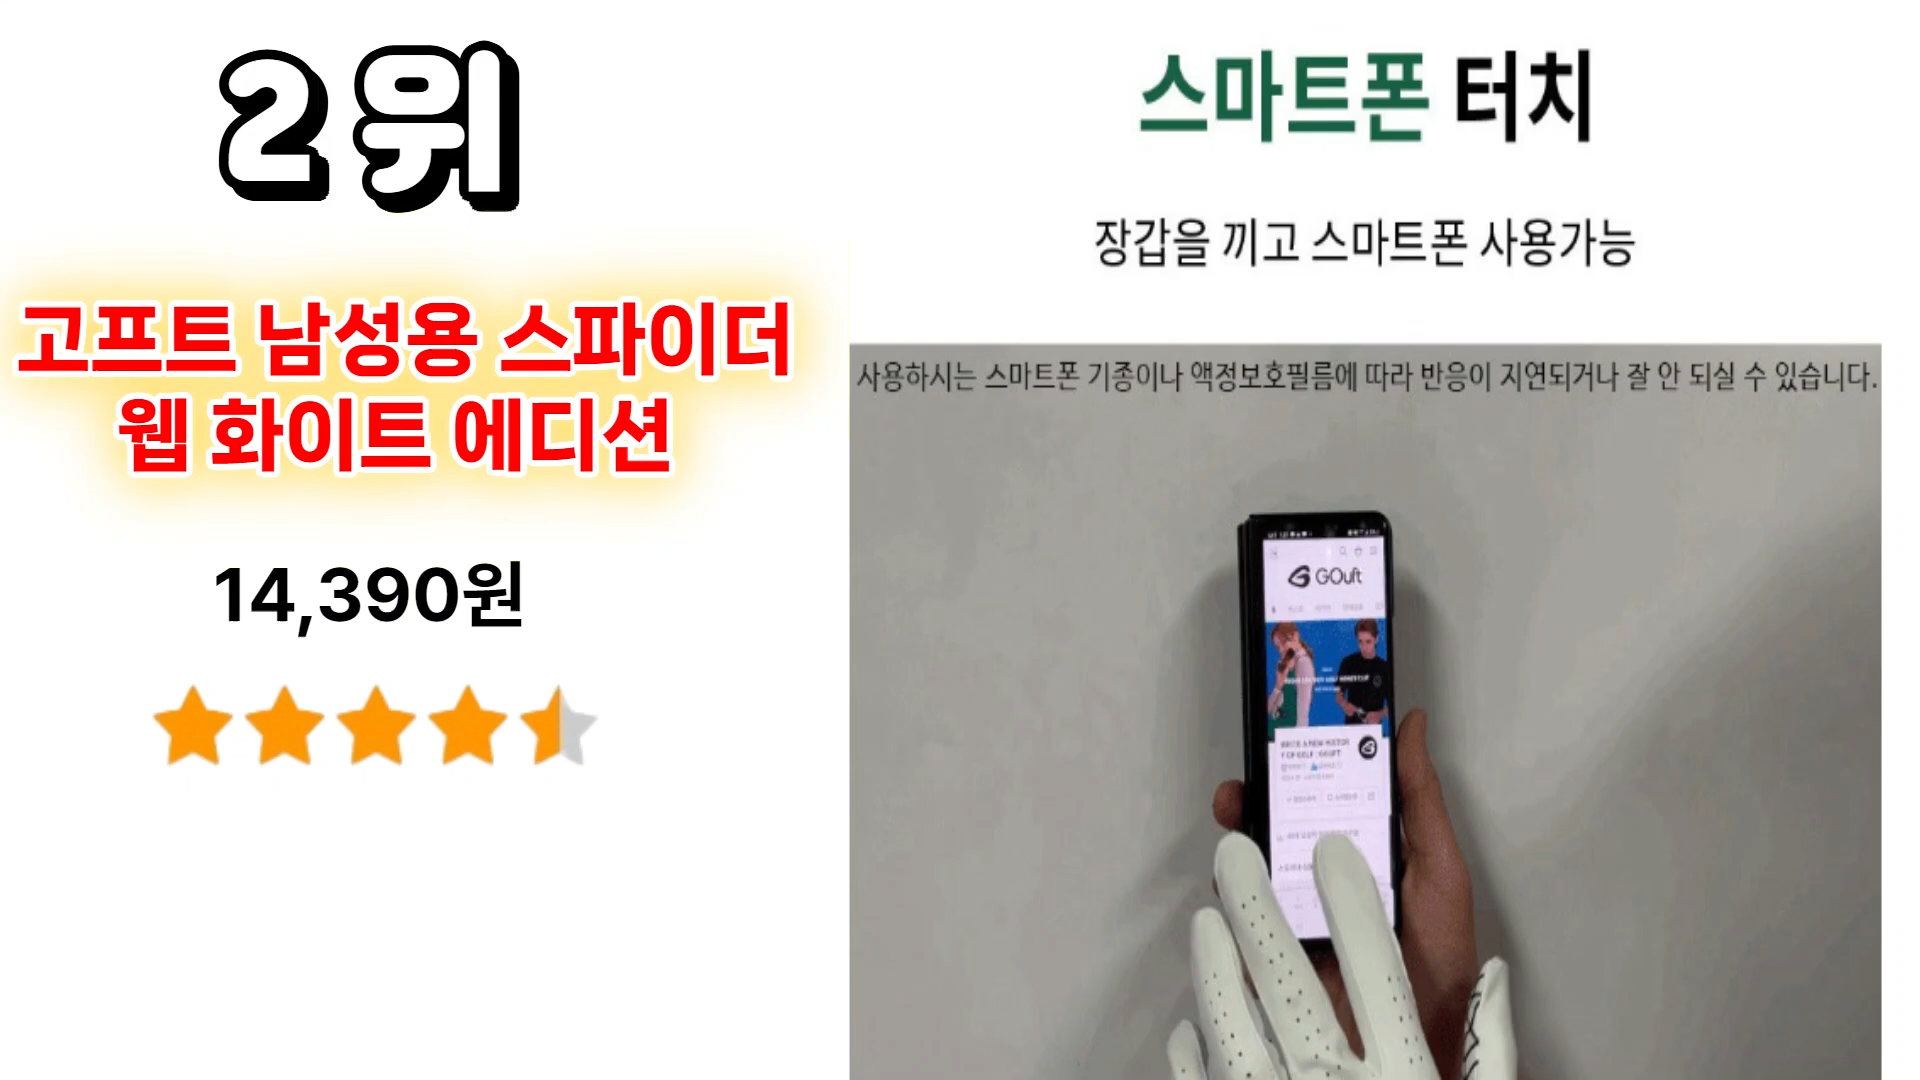 2위
고프트 남성용 스파이더
웹 화이트 에디션
14,390원
스마트폰 터치
장갑을 끼고 스마트폰 사용가능
사용하시는 스마트폰 기종이나 액정보호필름에 따라 반응이 지연되거나 잘 안 되실 수 있습니다.
GOuft